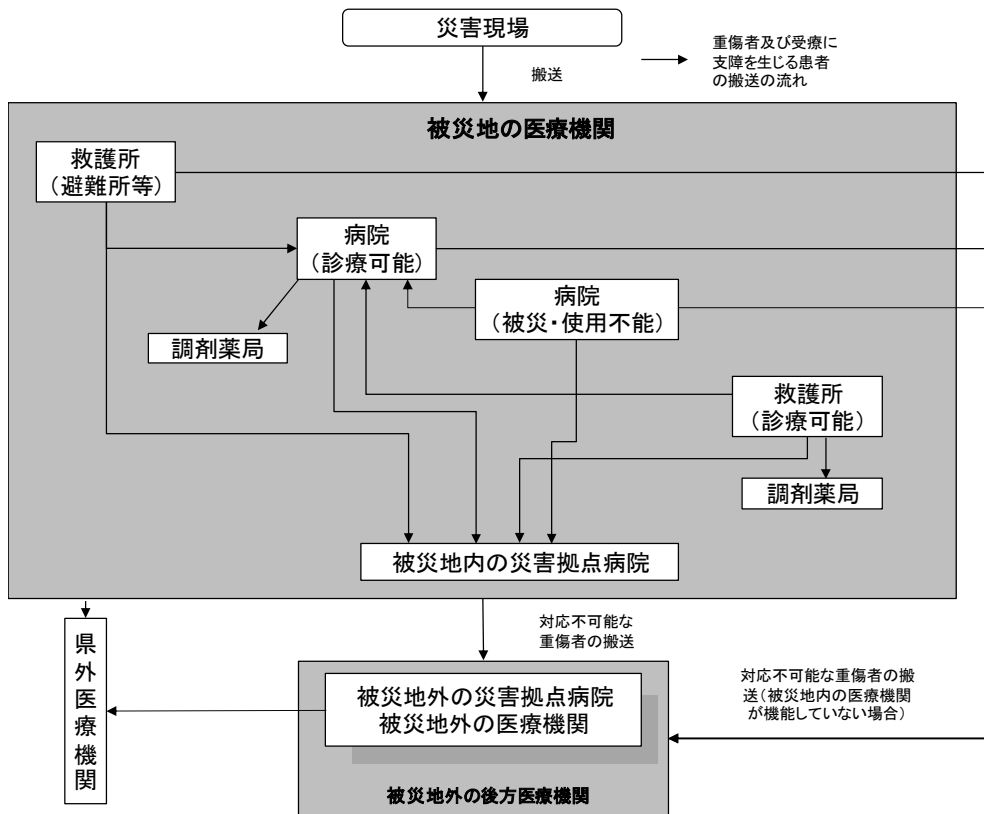 災害現場
搬送
重傷者及び受療に
支障を生じる患者
の搬送の流れ
被災地の医療機関
救護所
（避難所等）
病院
（診療可能）
病院
（被災・使用不能）
調剤薬局
救護所
（診療可能）
調剤薬局
被災地内の災害拠点病院
対応不可能な
重傷者の搬送
県外医療機関
被災地外の災害拠点病院
被災地外の医療機関
被災地外の後方医療機関
対応不可能な重傷者の搬
送（被災地内の医療機関
が機能していない場合）